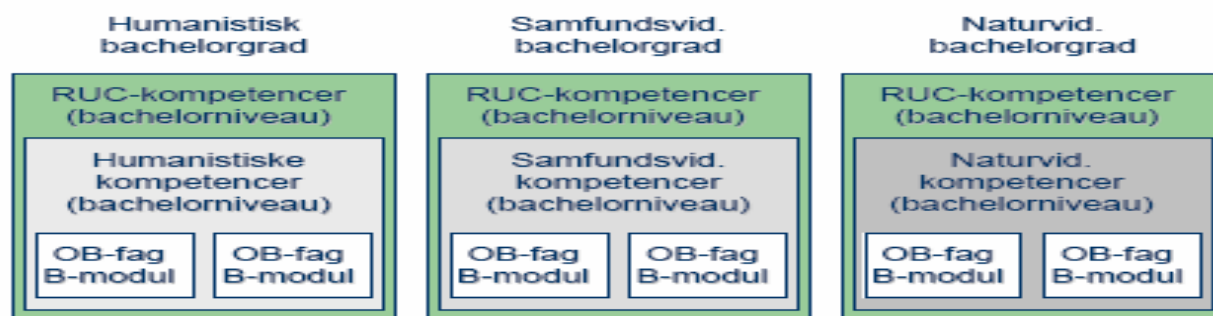 Humanistisk
bachelorgrad
RUC-kompetencer
(bachelorniveau)
Humanistiske
kompetencer
(bachelorniveau)
OB-fag
B-modul
OB-fag
B-modul
Samfundsvid.
bachelorgrad
RUC-kompetencer
(bachelorniveau)
Samfundsvid.
kompetencer
(bachelorniveau)
OB-fag
B-modul
OB-fag
B-modul
Naturvid.
bachelorgrad
RUC-kompetencer
(bachelorniveau)
Naturvid.
kompetencer
(bachelorniveau)
OB-fag
B-modul
OB-fag
B-modul